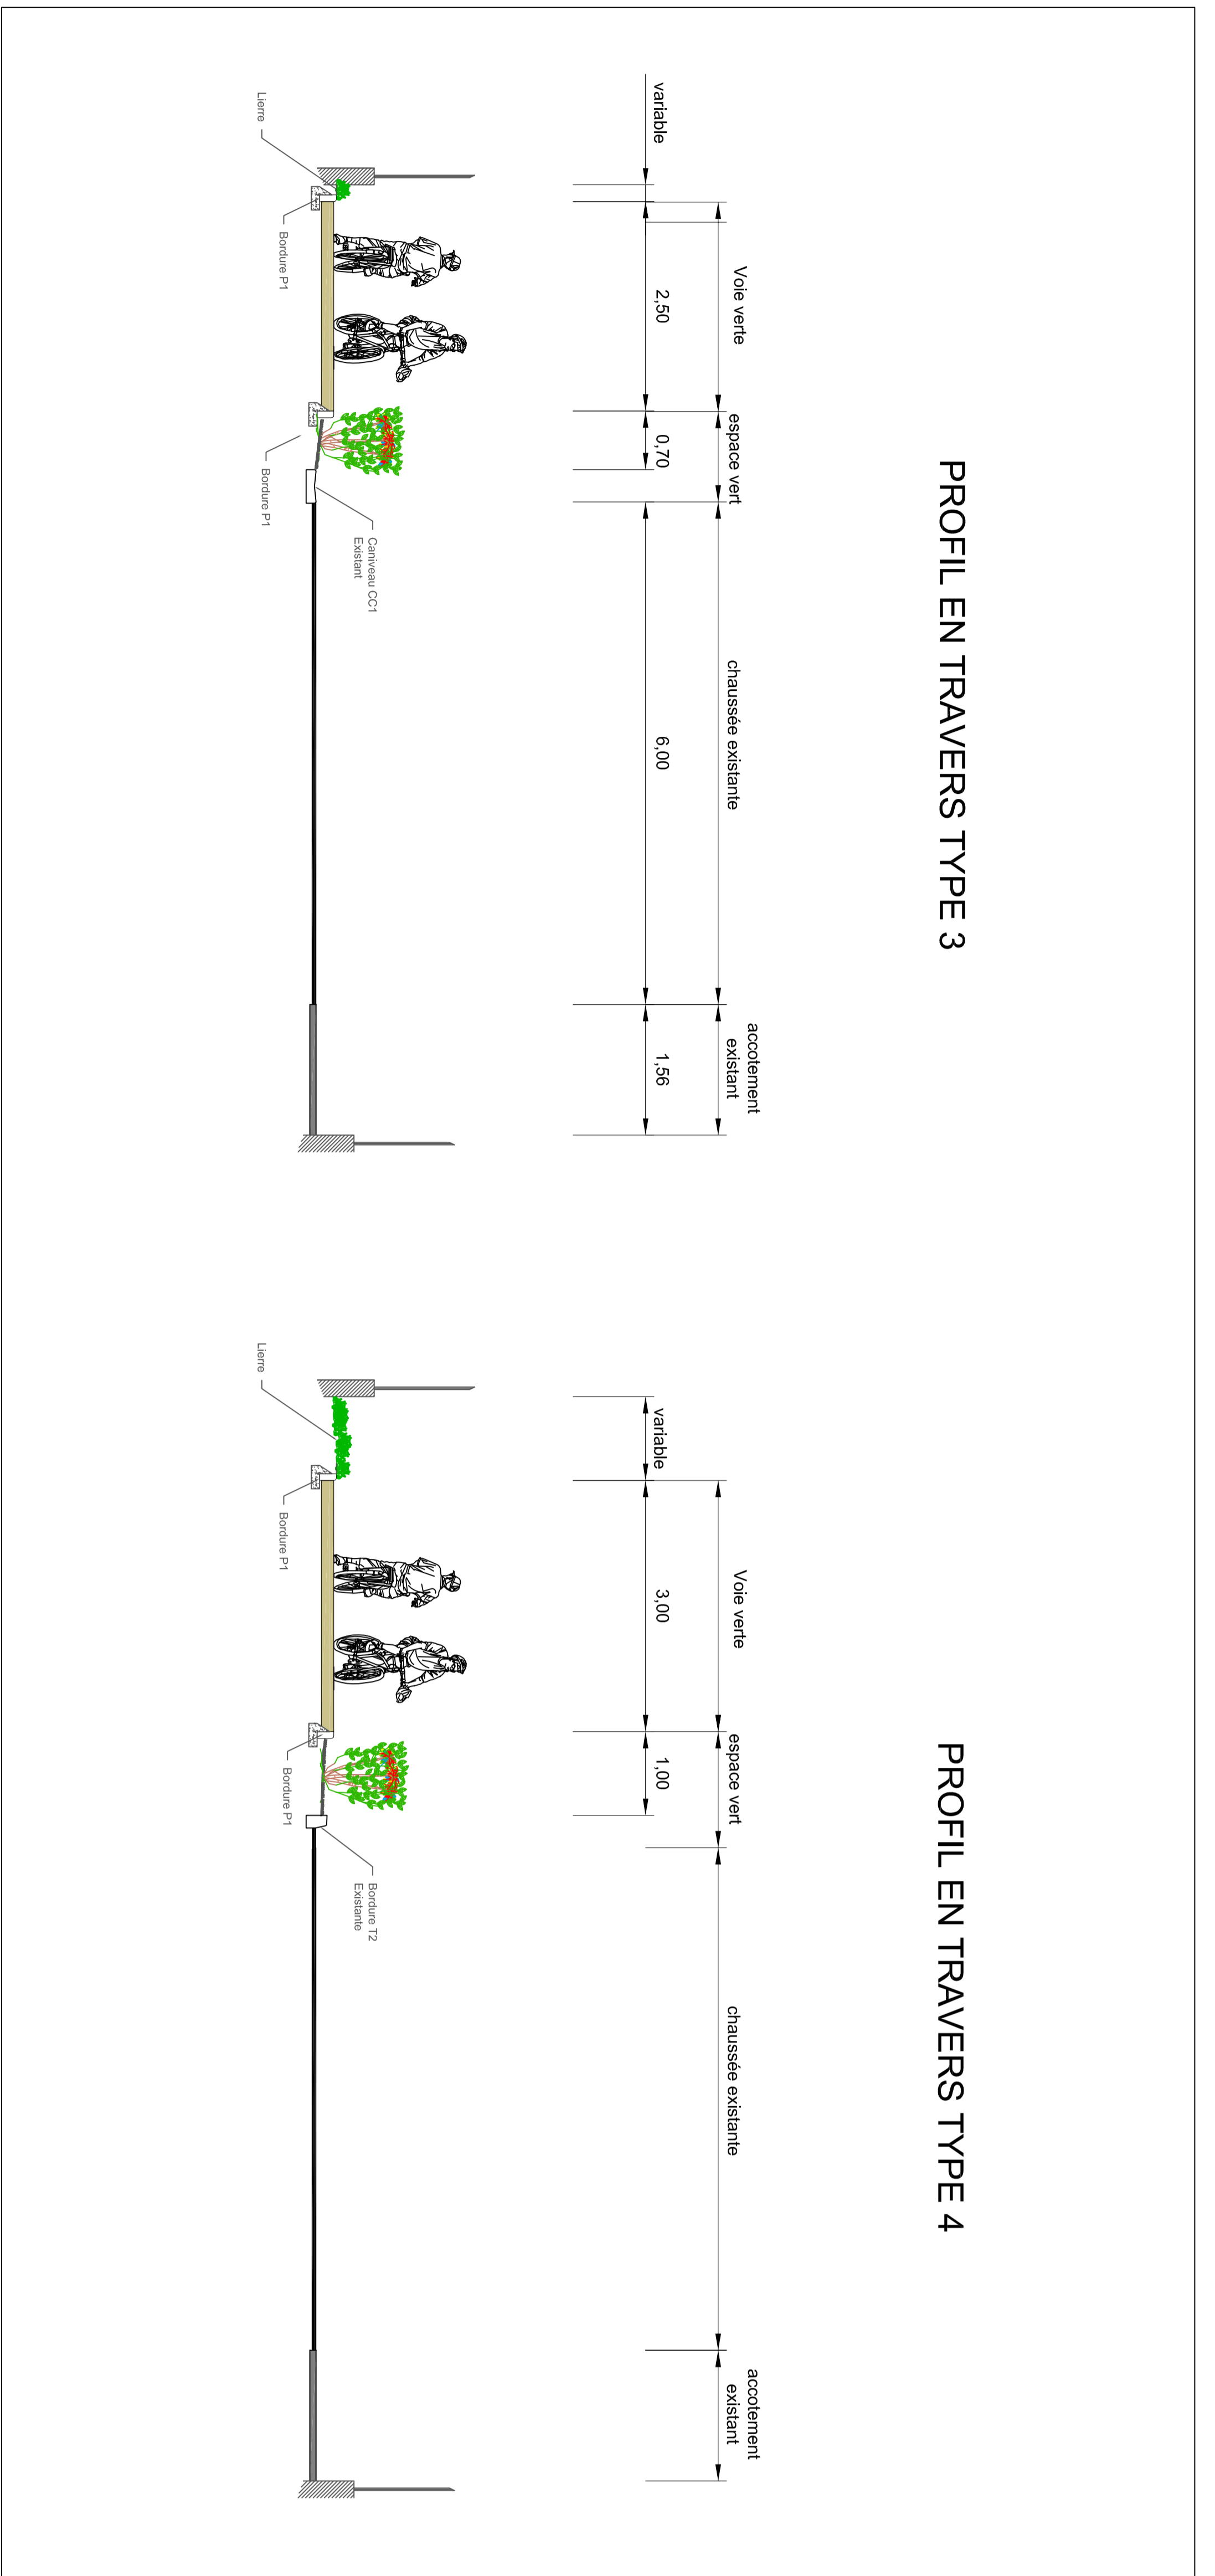 PROFIL EN TRAVERS TYPE 3
accotement
existant
Voie verte
espace vert
chaussée existante
variable
2,50
0,70
6,00
1,56
Caniveau CC1
Existant
Bordure P1
Bordure P1
Lierre
PROFIL EN TRAVERS TYPE 4
accotement
existant
Voie verte
espace vert
chaussée existante
variable
3,00
1,00
Bordure T2
Existante
Bordure P1
Bordure P1
Lierre